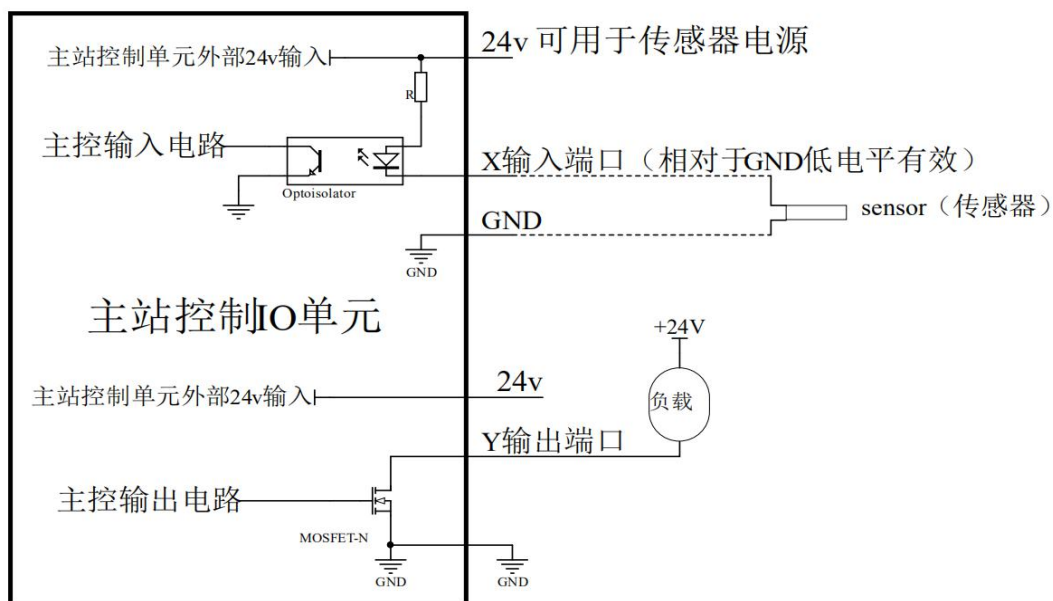 主站控制单元外部24v输入
24v 可用于传感器电源
R
主控输入电路
X输入端口（相对于GND低电平有效）
Optoisolator
sensor（传感器）
GND
GND
主站控制IO单元
+24V
主站控制单元外部24v输入
24v
负载
Y输出端口
主控输出电路
MOSFET-N
GND
GND